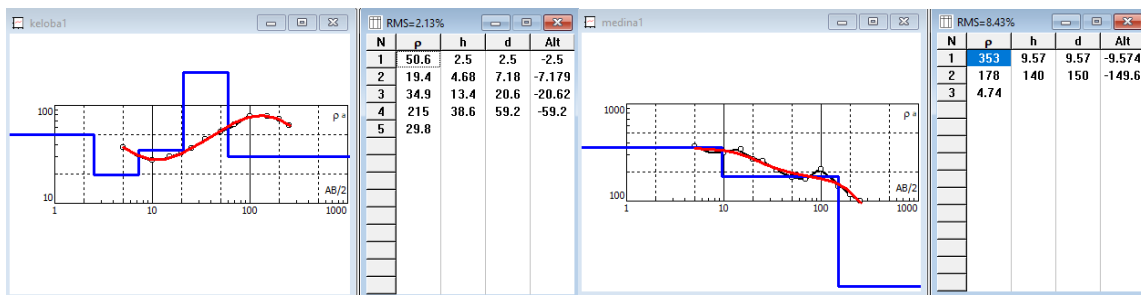 keloba1
100
ρ a
10
AB/2
1 10 100 1000
RMS=2.13%
N ρ h d Alt
1 50.6 2.5 2.5 -2.5
2 19.4 4.68 7.18 -7.179
3 34.9 13.4 20.6 -20.62
4 215 38.6 59.2 -59.2
5 29.8
medina1
1000
ρ a
100
AB/2
1 10 100 1000
RMS=8.43%
N ρ h d Alt
1 353 9.57 9.57 -9.574
2 178 140 150 -149.6
3 4.74